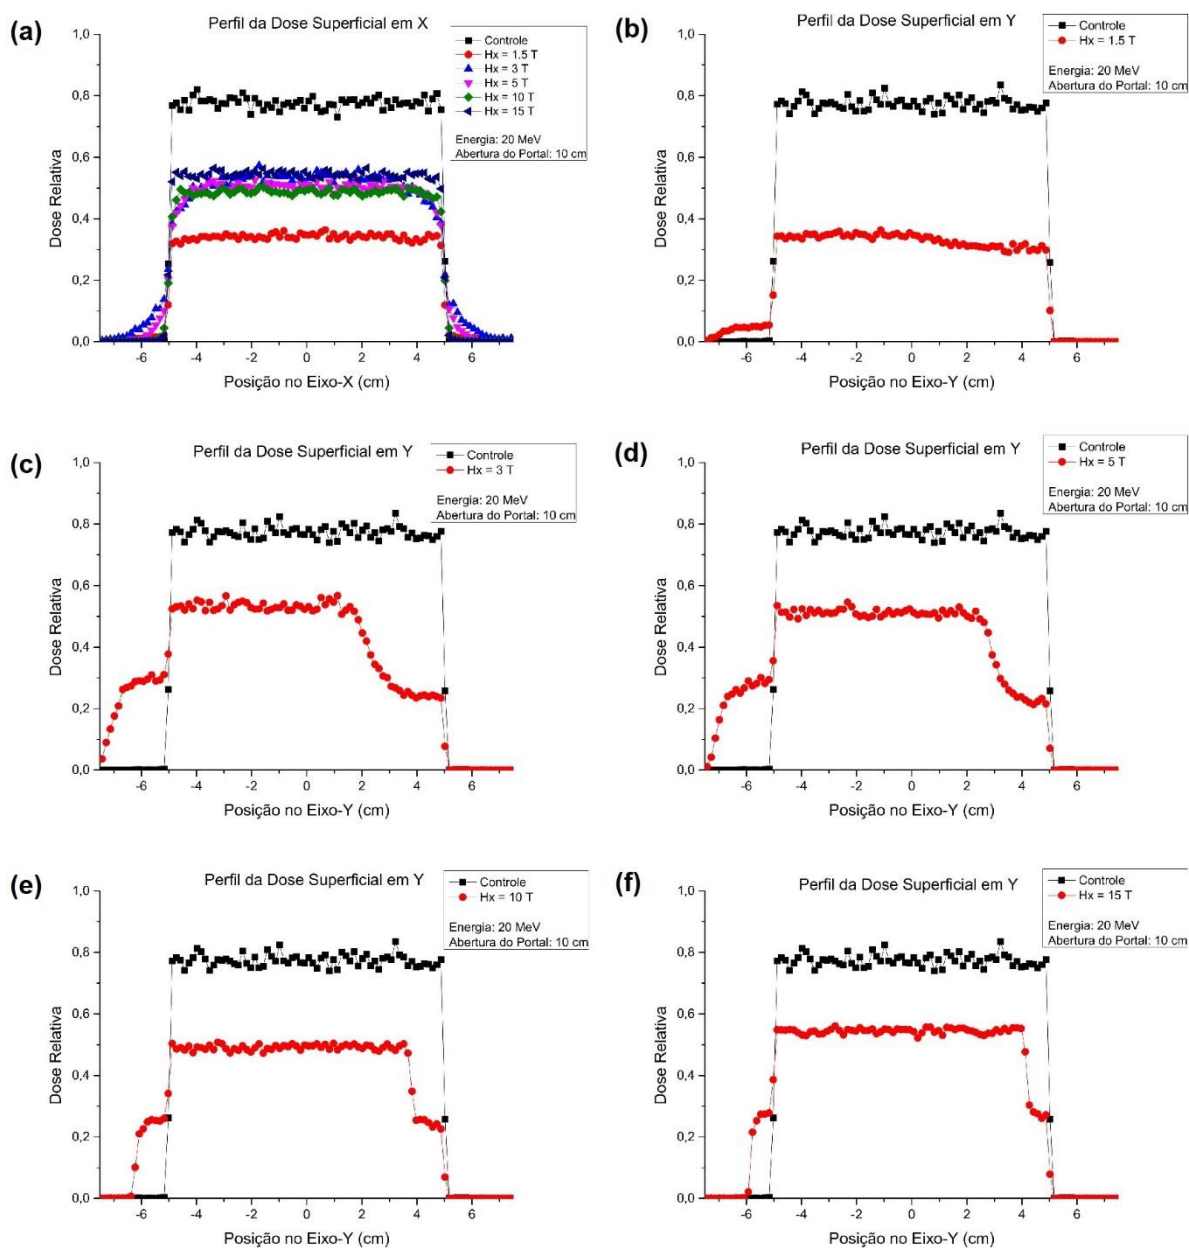 (a)
Perfil da Dose Superficial em X
Controle
Hx = 1.5 T
Hx = 3 T
Hx = 5 T
Hx = 10 T
Hx = 15 T
Energia: 20 MeV
Abertura do Portal: 10 cm
Dose Relativa
1,0
0,8
0,6
0,4
0,2
0,0
-6 -4 -2 0 2 4 6
Posição no Eixo-X (cm)
(b)
Perfil da Dose Superficial em Y
Controle
Hx = 1.5 T
Energia: 20 MeV
Abertura do Portal: 10 cm
Dose Relativa
1,0
0,8
0,6
0,4
0,2
0,0
-6 -4 -2 0 2 4 6
Posição no Eixo-Y (cm)
(c)
Perfil da Dose Superficial em Y
Controle
Hx = 3 T
Energia: 20 MeV
Abertura do Portal: 10 cm
Dose Relativa
1,0
0,8
0,6
0,4
0,2
0,0
-6 -4 -2 0 2 4 6
Posição no Eixo-Y (cm)
(d)
Perfil da Dose Superficial em Y
Controle
Hx = 5 T
Energia: 20 MeV
Abertura do Portal: 10 cm
Dose Relativa
1,0
0,8
0,6
0,4
0,2
0,0
-6 -4 -2 0 2 4 6
Posição no Eixo-Y (cm)
(e)
Perfil da Dose Superficial em Y
Controle
Hx = 10 T
Energia: 20 MeV
Abertura do Portal: 10 cm
Dose Relativa
1,0
0,8
0,6
0,4
0,2
0,0
-6 -4 -2 0 2 4 6
Posição no Eixo-Y (cm)
(f)
Perfil da Dose Superficial em Y
Controle
Hx = 15 T
Energia: 20 MeV
Abertura do Portal: 10 cm
Dose Relativa
1,0
0,8
0,6
0,4
0,2
0,0
-6 -4 -2 0 2 4 6
Posição no Eixo-Y (cm)